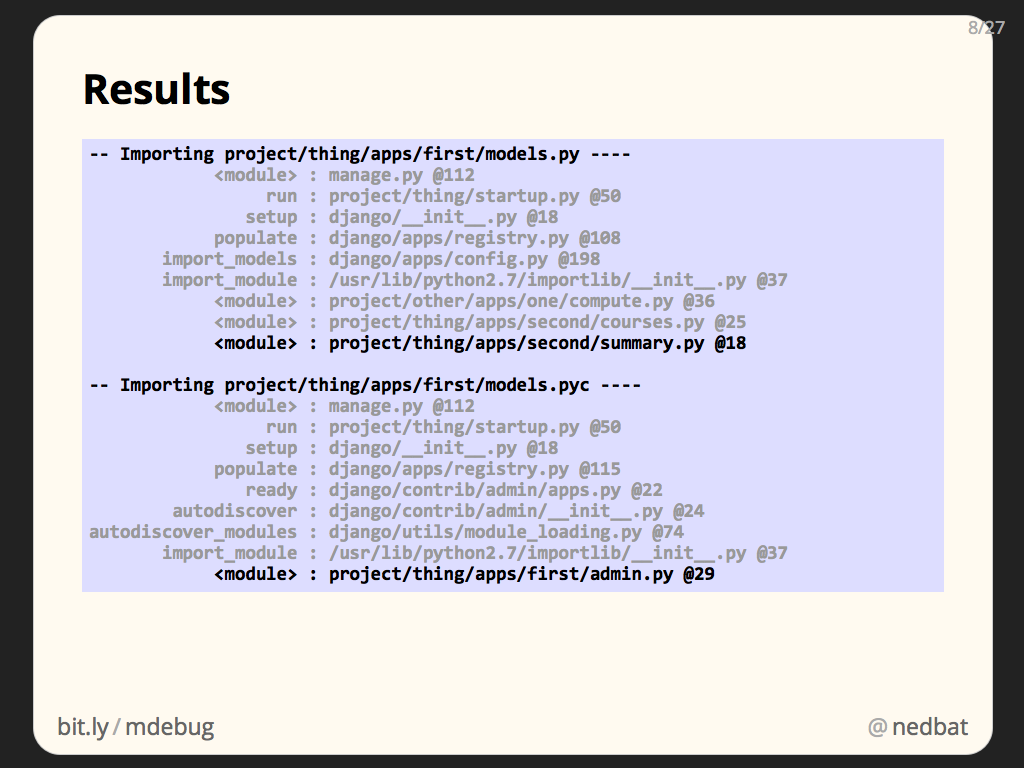 8/27
Results
-- Importing project/thing/apps/first/models.py ----
            <module> : manage.py @112
                 run : project/thing/startup.py @50
               setup : django/__init__.py @18
            populate : django/apps/registry.py @108
       import_models : django/apps/config.py @198
       import_module : /usr/lib/python2.7/importlib/__init__.py @37
            <module> : project/other/apps/one/compute.py @36
            <module> : project/thing/apps/second/courses.py @25
            <module> : project/thing/apps/second/summary.py @18
-- Importing project/thing/apps/first/models.pyc ----
            <module> : manage.py @112
                 run : project/thing/startup.py @50
               setup : django/__init__.py @18
            populate : django/apps/registry.py @115
               ready : django/contrib/admin/apps.py @22
        autodiscover : django/contrib/admin/__init__.py @24
autodiscover_modules : django/utils/module_loading.py @74
       import_module : /usr/lib/python2.7/importlib/__init__.py @37
            <module> : project/thing/apps/first/admin.py @29
bit.ly/mdebug
@nedbat